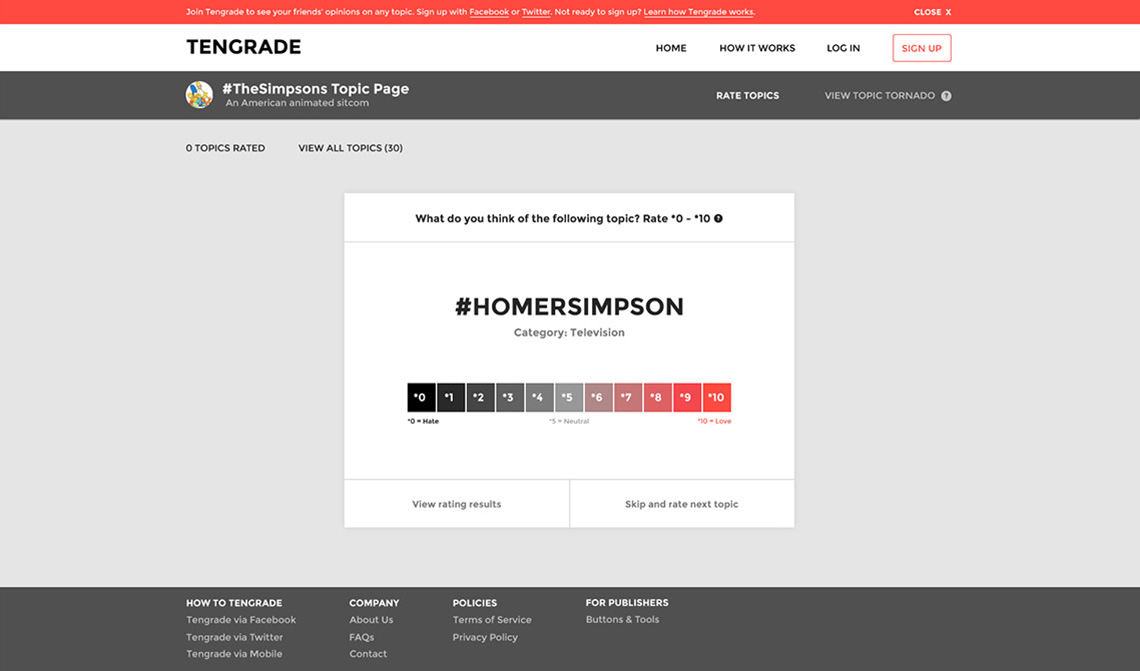 Join Tengrade to see your friends' opinions on any topic. Sign up with Facebook or Twitter. Not ready to sign up? Learn how Tengrade works.
CLOSE X
TENGRADE
HOME
HOW IT WORKS
LOG IN
SIGN UP
#TheSimpsons Topic Page
An American animated sitcom
RATE TOPICS
VIEW TOPIC TORNADO ?
0 TOPICS RATED
VIEW ALL TOPICS (30)
What do you think of the following topic? Rate *0 - *10 ?
#HOMERSIMPSON
Category: Television
*0 *1 *2 *3 *4 *5 *6 *7 *8 *9 *10
*0 = Hate
*5 = Neutral
*10 = Love
View rating results
Skip and rate next topic
HOW TO TENGRADE
Tengrade via Facebook
Tengrade via Twitter
Tengrade via Mobile
COMPANY
About Us
FAQs
Contact
POLICIES
Terms of Service
Privacy Policy
FOR PUBLISHERS
Buttons & Tools